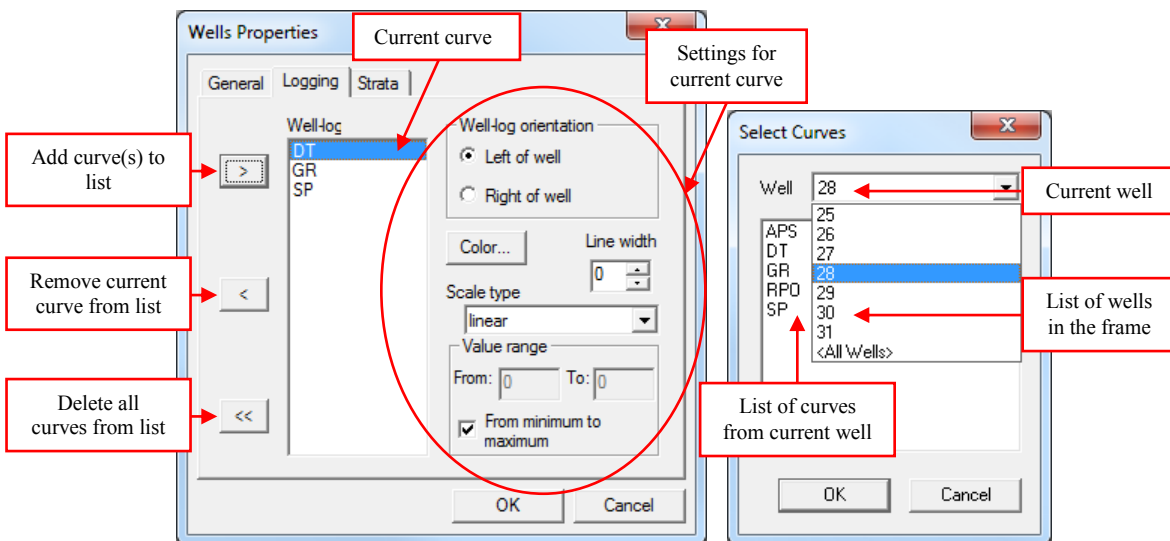 Wells Properties
Current curve
Settings for
current curve
General
Logging
Strata
Well-log
DT
GR
SP
Add curve(s) to
list
>
Remove current
curve from list
<
Delete all
curves from list
<<
Well-log orientation
Left of well
Right of well
Color...
Line width
0
Scale type
linear
Value range
From: 0 To: 0
From minimum to
maximum
OK
Cancel
Select Curves
x
Well 28
Current well
25
26
27
28
29
30
31
<All Wells>
APS
DT
GR
RPO
SP
List of wells
in the frame
List of curves
from current well
OK
Cancel